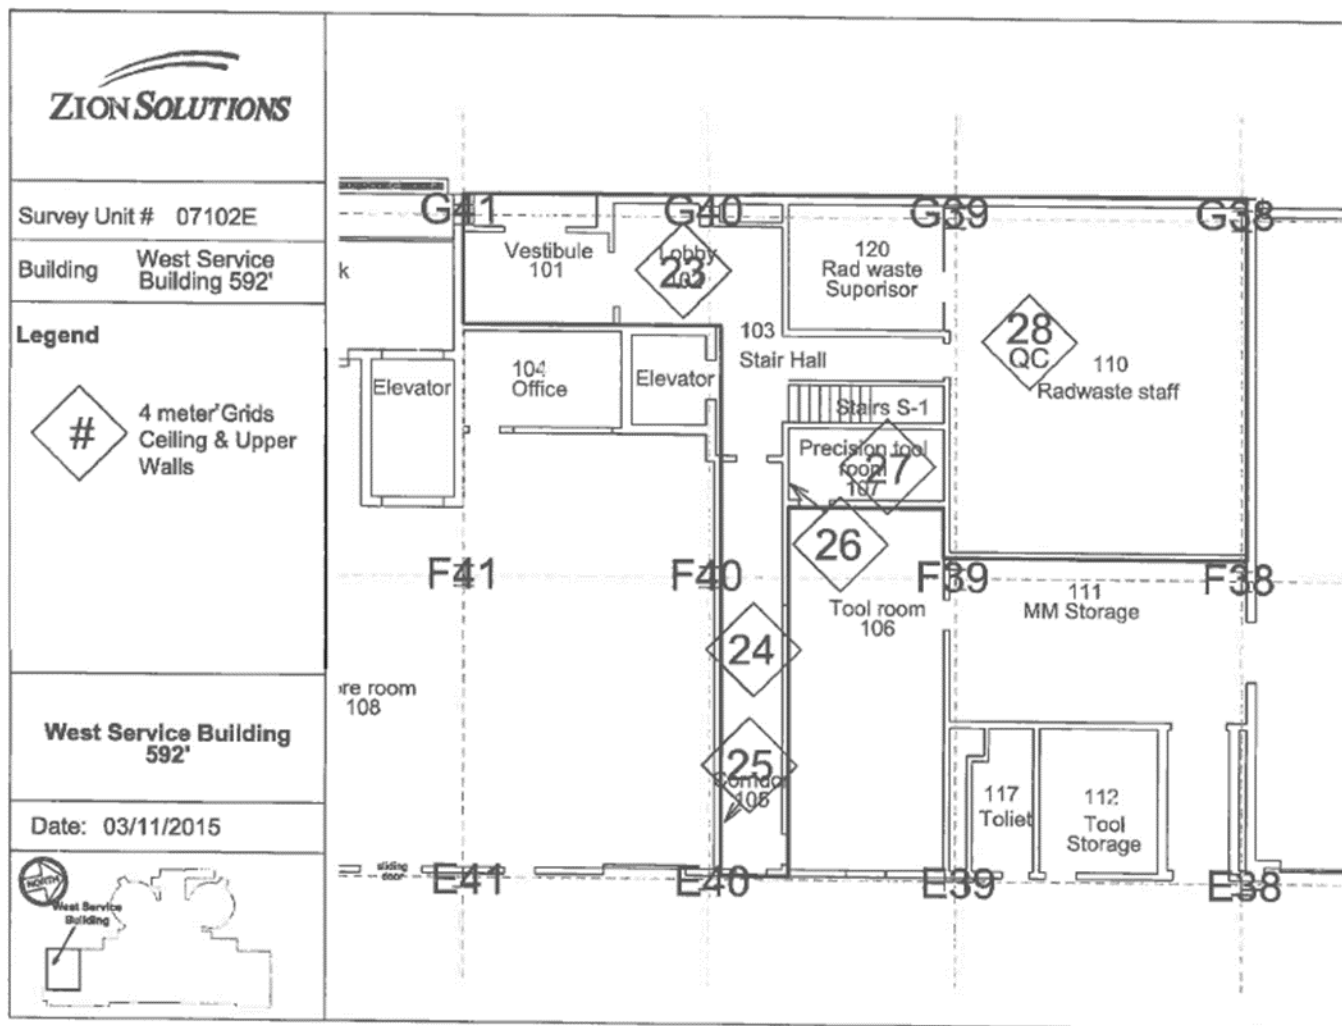 ZIONSOLUTIONS
Survey Unit # 07102E
Building West Service
Building 592'
Legend
#
4 meter Grids
Ceiling & Upper
Walls
West Service Building
592'
Date: 03/11/2015
NORTH
West Service
Building
G41
G40
G39
G38
k
Vestibule
101
Lobby
23
120
Rad waste
Suporisor
103
Stair Hall
28
QC
110
Radwaste staff
Elevator
104
Office
Elevator
Stairs S-1
Precision tool
room
107
27
26
F41
F40
F39
F38
Tool room
106
111
MM Storage
24
re room
108
25
Corridor
105
117
Toliet
112
Tool
Storage
sliding
door
E41
E40
E39
E38